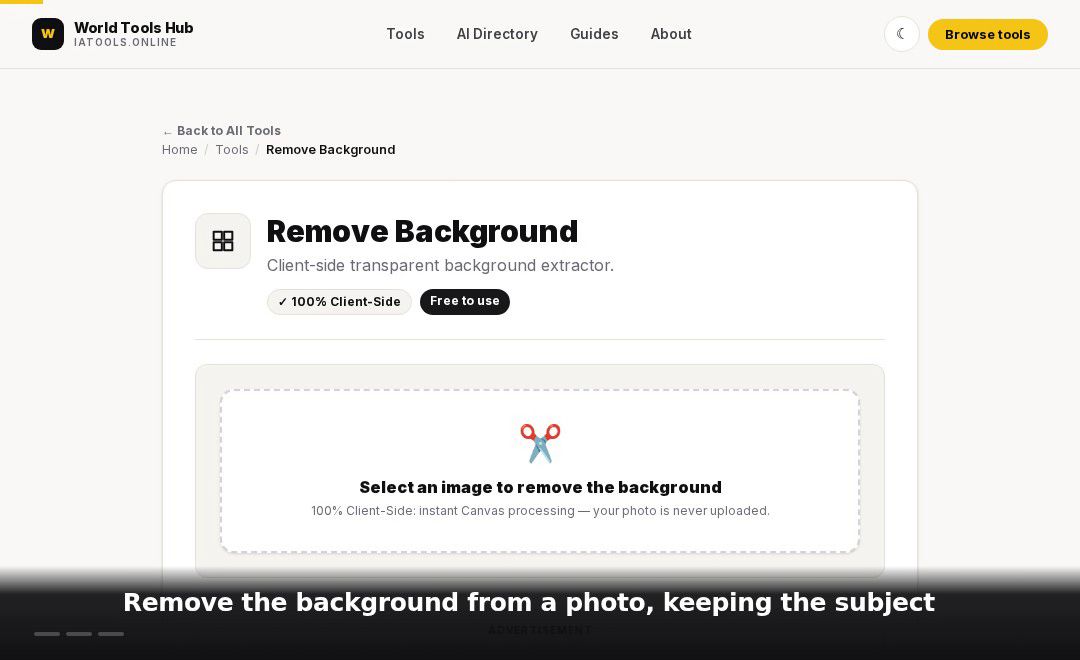 W
World Tools Hub
IATOOLS.ONLINE
Tools
AI Directory
Guides
About
Browse tools
← Back to All Tools
Home / Tools / Remove Background
Remove Background
Client-side transparent background extractor.
✓ 100% Client-Side
Free to use
Select an image to remove the background
100% Client-Side: instant Canvas processing — your photo is never uploaded.
Remove the background from a photo, keeping the subject
ADVERTISEMENT